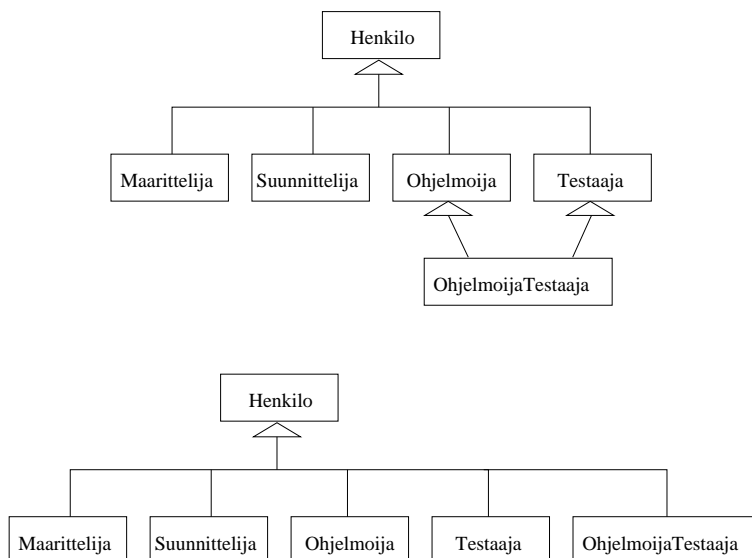 Henkilo
Maarittelija Suunnittelija Ohjelmoija Testaaja
OhjelmoijaTestaaja
Henkilo
Maarittelija Suunnittelija Ohjelmoija Testaaja OhjelmoijaTestaaja